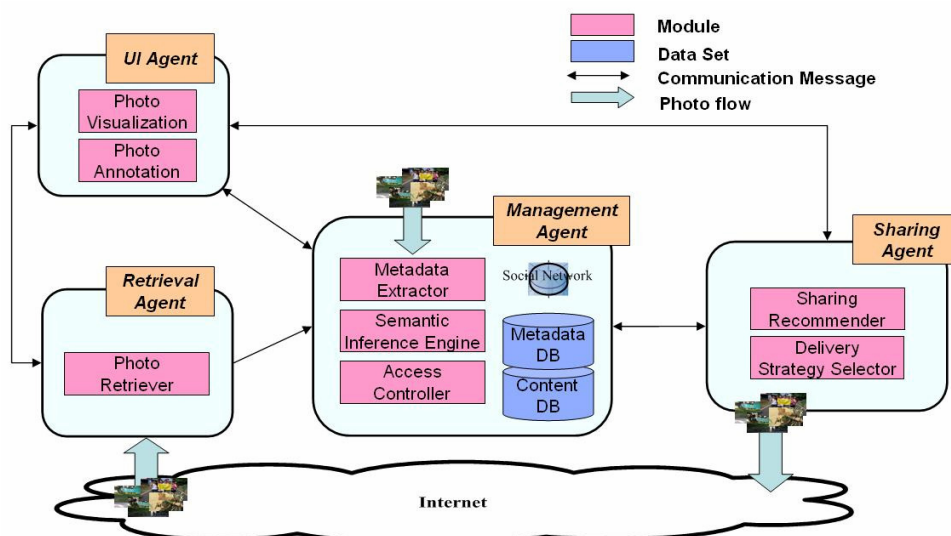 Module
Data Set
Communication Message
Photo flow
UI Agent
Photo
Visualization
Photo
Annotation
Retrieval
Agent
Photo
Retriever
Management
Agent
Metadata
Extractor
Semantic
Inference Engine
Access
Controller
Social Network
Metadata
DB
Content
DB
Sharing
Agent
Sharing
Recommender
Delivery
Strategy Selector
Internet